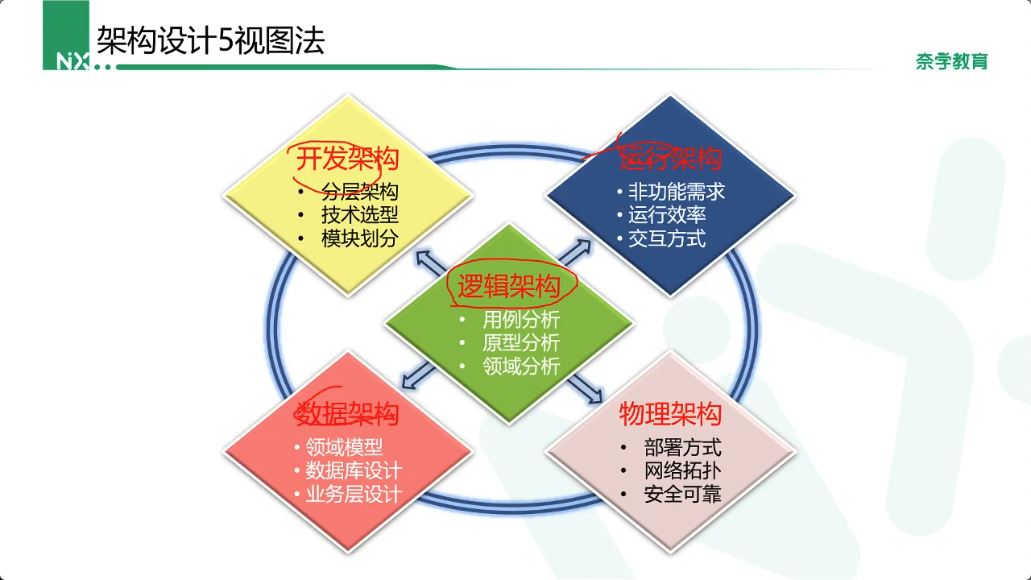 架构设计5视图法
NX
奈学教育
开发架构
• 分层架构
• 技术选型
• 模块划分
运行架构
• 非功能需求
• 运行效率
• 交互方式
逻辑架构
• 用例分析
• 原型分析
• 领域分析
数据架构
• 领域模型
• 数据库设计
• 业务层设计
物理架构
• 部署方式
• 网络拓扑
• 安全可靠